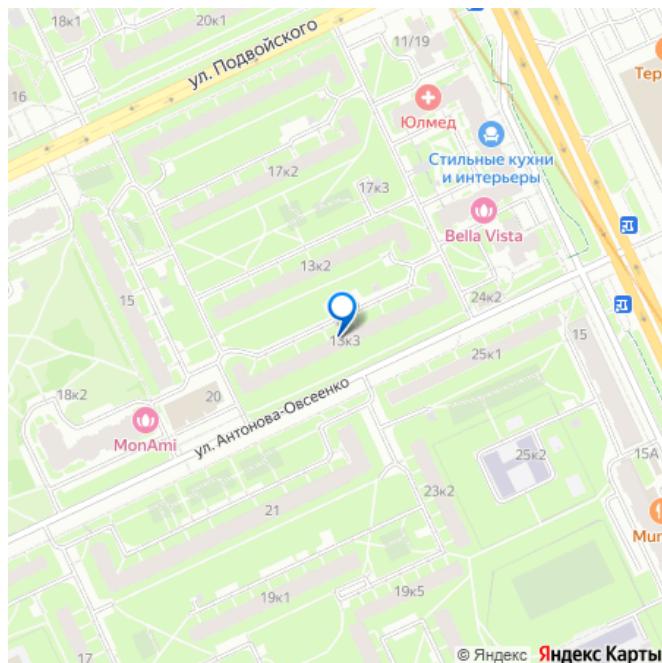 18к1
20к1
ул. Подвойского
11/19
16
Юлмед
Тер
Стильные кухни
и интерьеры
17к2
17к3
Bella Vista
13к2
15
24к2
13к3
15
25к1
18к2
20
ул. Антонова-Овсеенко
MonAmi
25к2
15А
23к2
21
Mur
19к5
19к1
17
© Яндекс Яндекс Карты